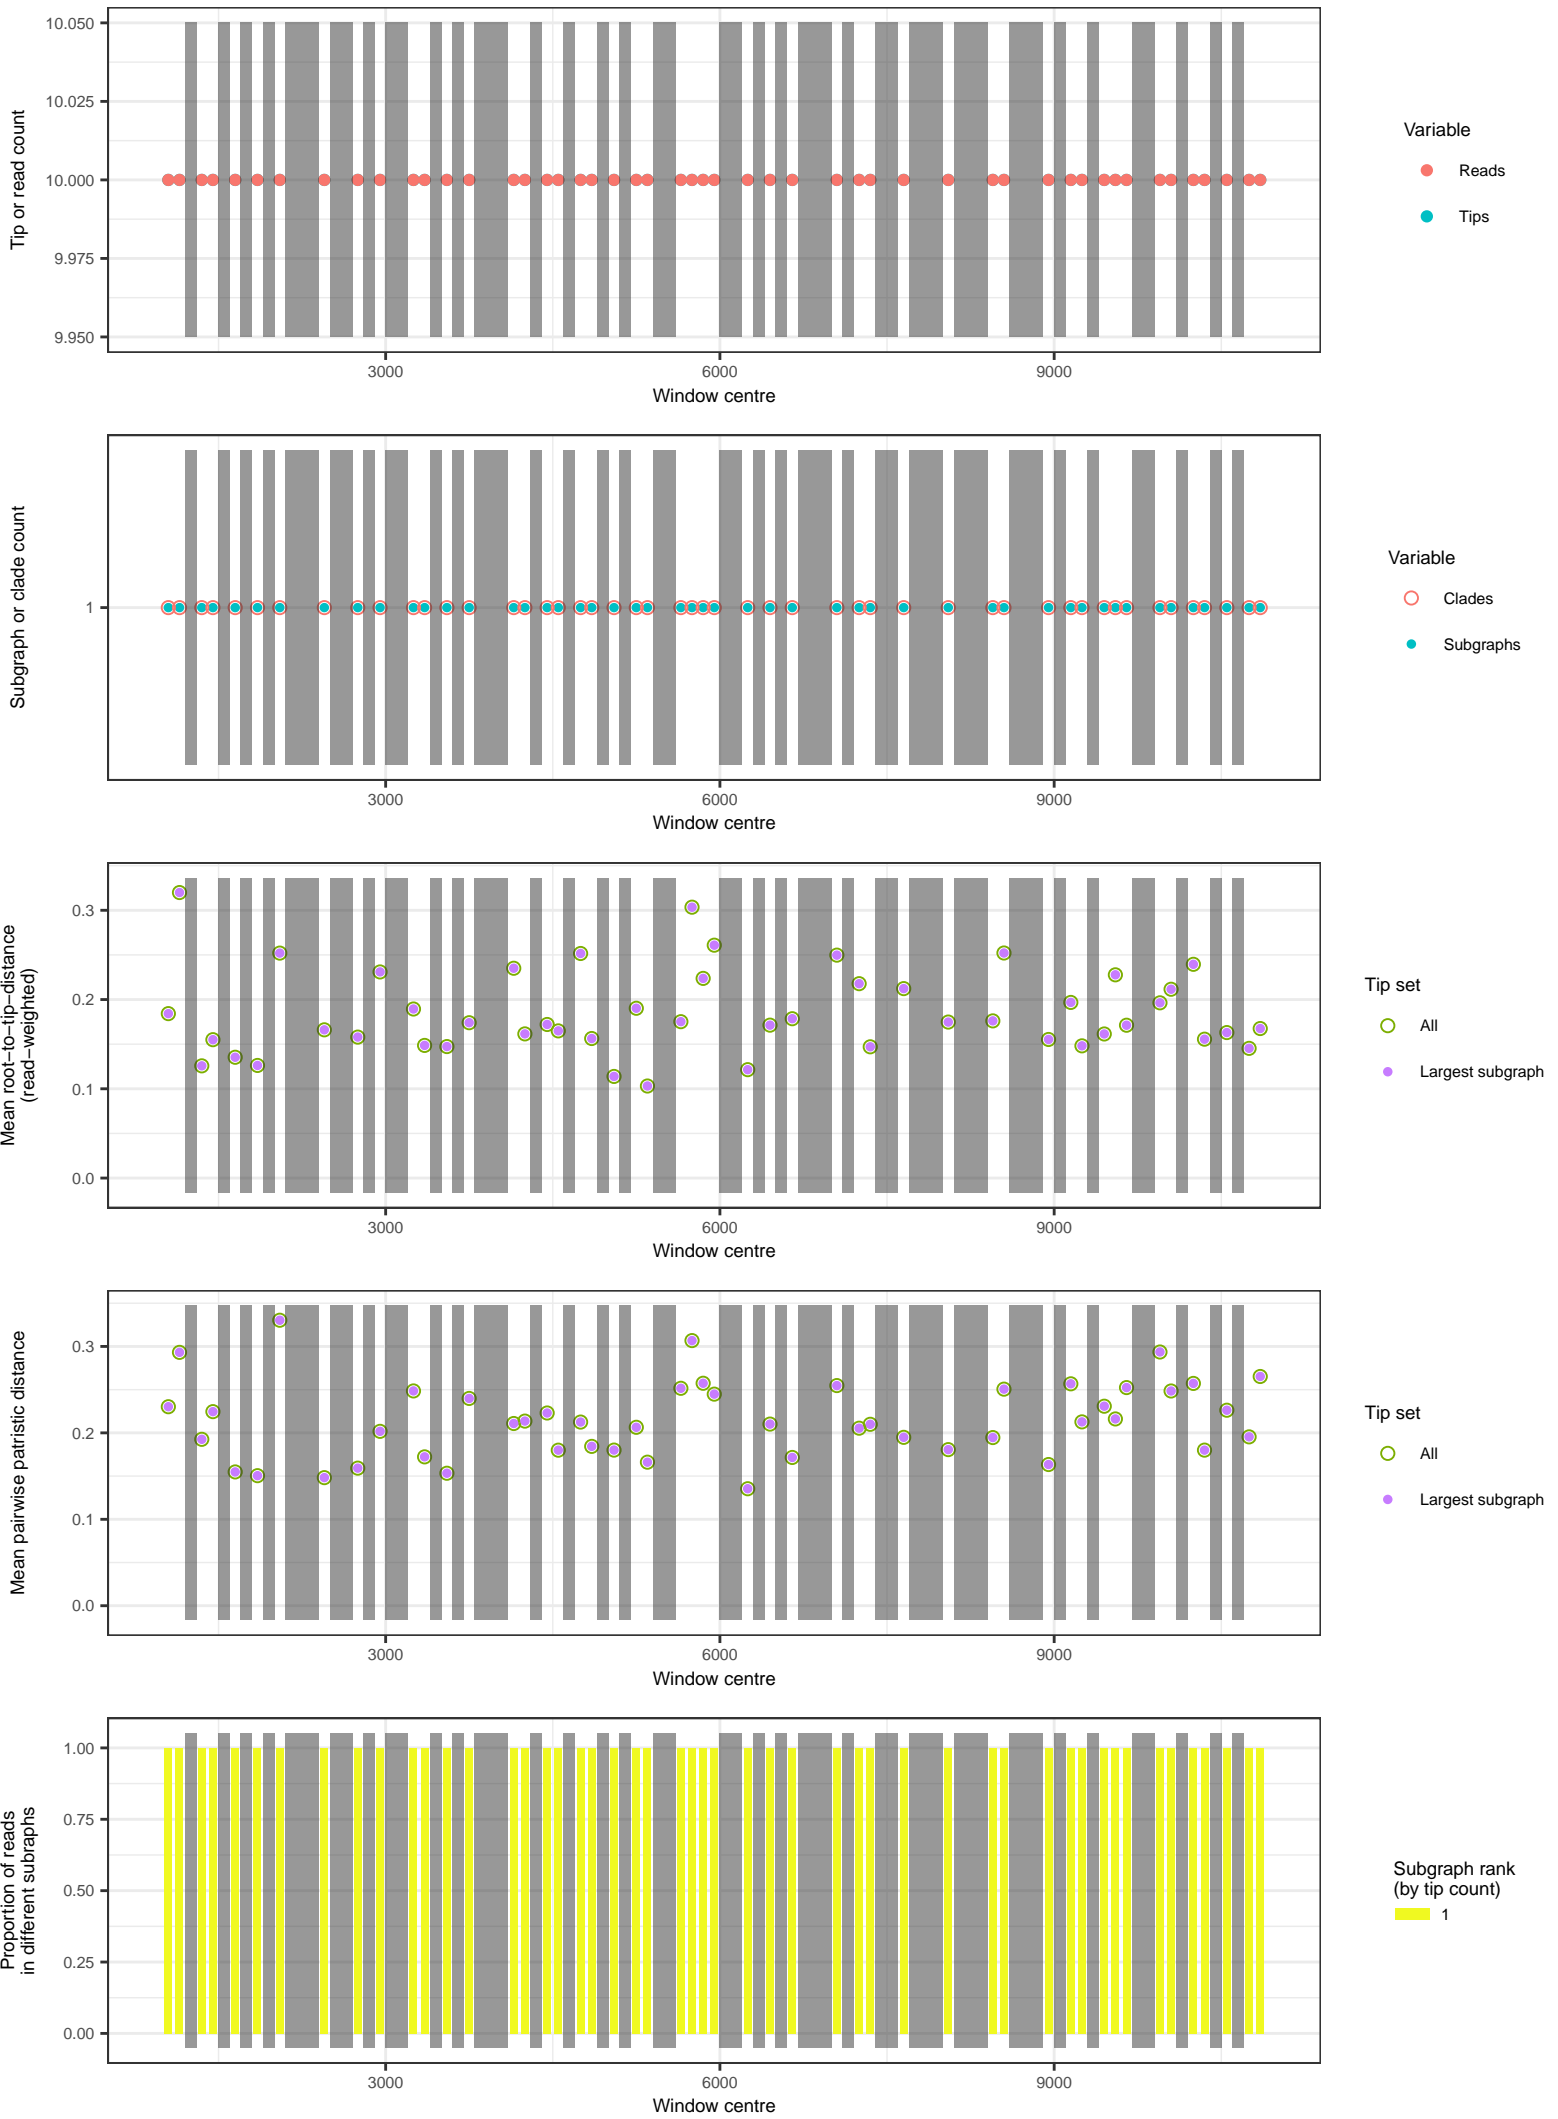 10.050
10.025
10.000
9.975
9.950
Tip or read count
3000
6000
9000
Window centre
Variable
Reads
Tips
1
Subgraph or clade count
3000
6000
9000
Window centre
Variable
Clades
Subgraphs
0.3
0.2
0.1
0.0
Mean root−to−tip−distance
(read−weighted)
3000
6000
9000
Window centre
Tip set
All
Largest subgraph
0.3
0.2
0.1
0.0
Mean pairwise patristic distance
3000
6000
9000
Window centre
Tip set
All
Largest subgraph
1.00
0.75
0.50
0.25
0.00
Proportion of reads
in different subraphs
3000
6000
9000
Window centre
Subgraph rank
(by tip count)
1